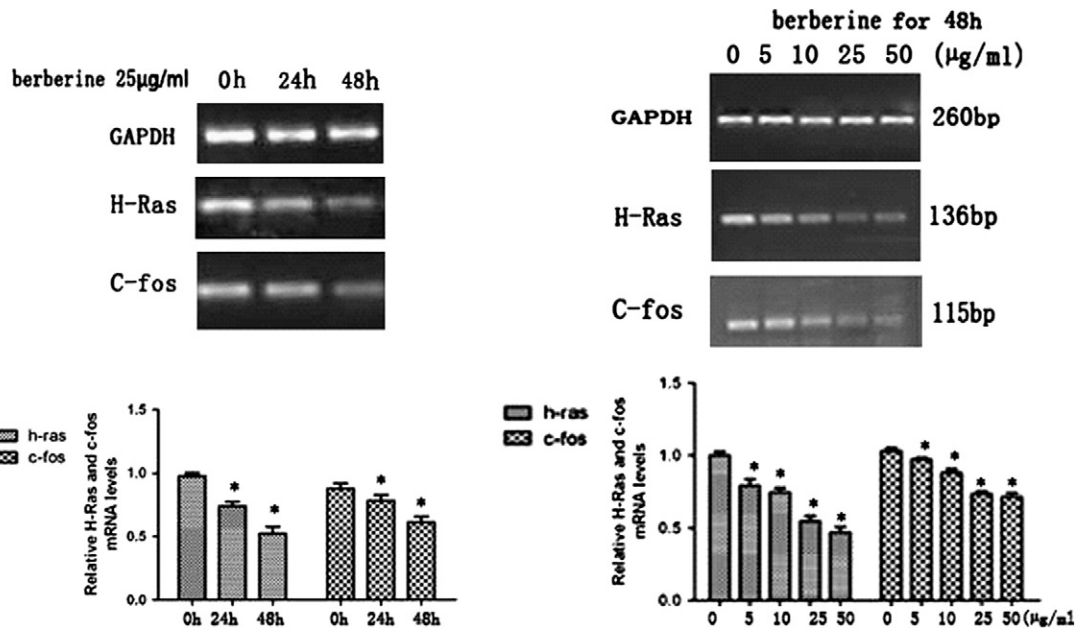 berberine 25μg/ml 0h 24h 48h
GAPDH
H-Ras
C-fos
h-ras
c-fos
Relative H-Ras and c-fos
mRNA levels
1.5
1.0
0.5
0.0
* * * *
0h 24h 48h 0h 24h 48h
berberine for 48h
0 5 10 25 50 (μg/ml)
GAPDH 260bp
H-Ras 136bp
C-fos 115bp
h-ras
c-fos
Relative H-Ras and c-fos
mRNA levels
1.5
1.0
0.5
0.0
* * * * * * * *
0 5 10 25 50 0 5 10 25 50 (μg/ml